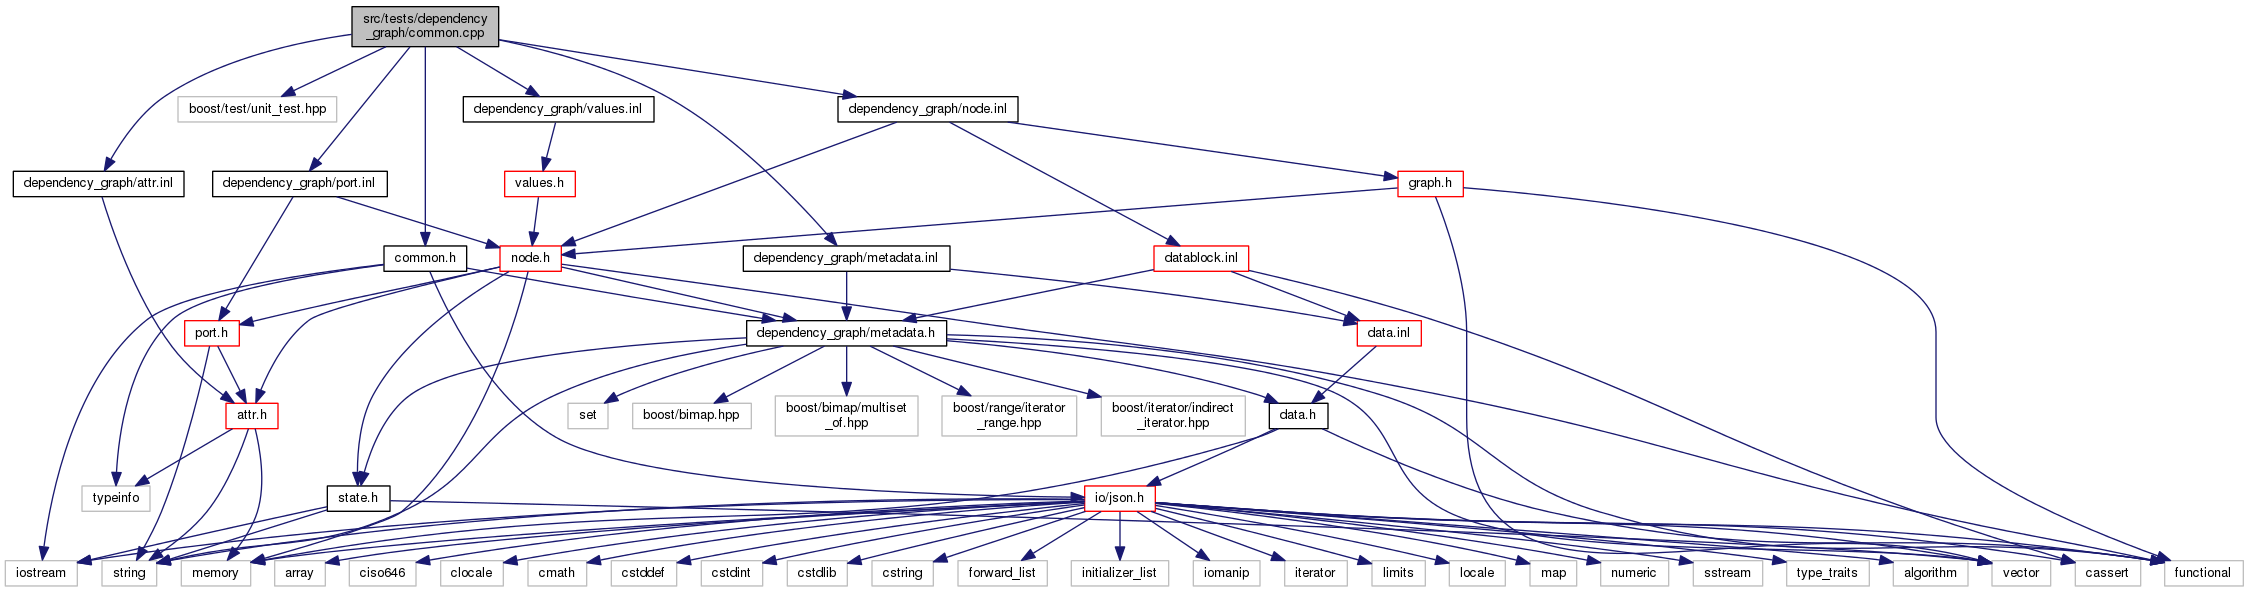 src/tests/dependency
_graph/common.cpp
boost/test/unit_test.hpp
dependency_graph/values.inl
dependency_graph/node.inl
dependency_graph/attr.inl
dependency_graph/port.inl
values.h
graph.h
common.h
node.h
dependency_graph/metadata.inl
datablock.inl
port.h
dependency_graph/metadata.h
data.inl
attr.h
set
boost/bimap.hpp
boost/bimap/multiset
_of.hpp
boost/range/iterator
_range.hpp
boost/iterator/indirect
_iterator.hpp
data.h
typeinfo
state.h
io/json.h
iostream
string
memory
array
ciso646
clocale
cmath
cstddef
cstdint
cstdlib
cstring
forward_list
initializer_list
iomanip
iterator
limits
locale
map
numeric
sstream
type_traits
algorithm
vector
cassert
functional